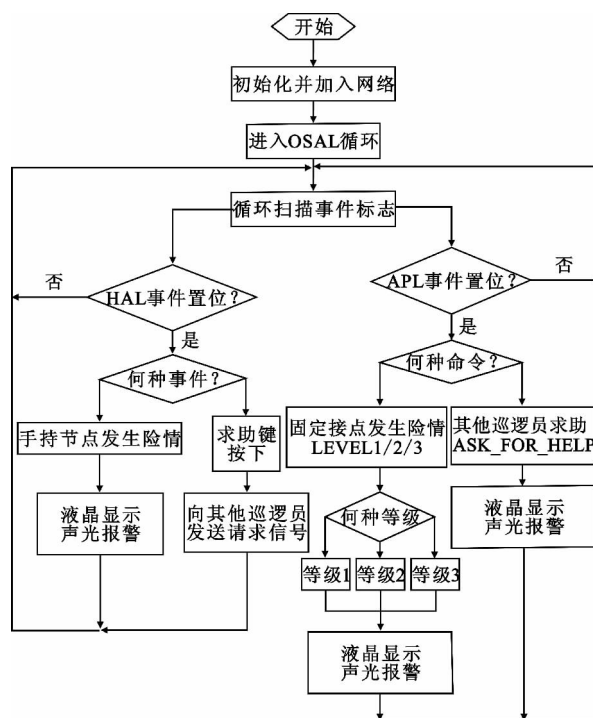 开始
初始化并加入网络
进入OSAL循环
循环扫描事件标志
否
HAL事件置位?
是
APL事件置位?
否
是
何种事件?
何种命令?
手持节点发生险情
求助键
按下
固定接点发生险情
LEVEL1/2/3
其他巡逻员求助
ASK_FOR_HELP
液晶显示
声光报警
向其他巡逻员
发送请求信号
何种等级
液晶显示
声光报警
等级1
等级2
等级3
液晶显示
声光报警